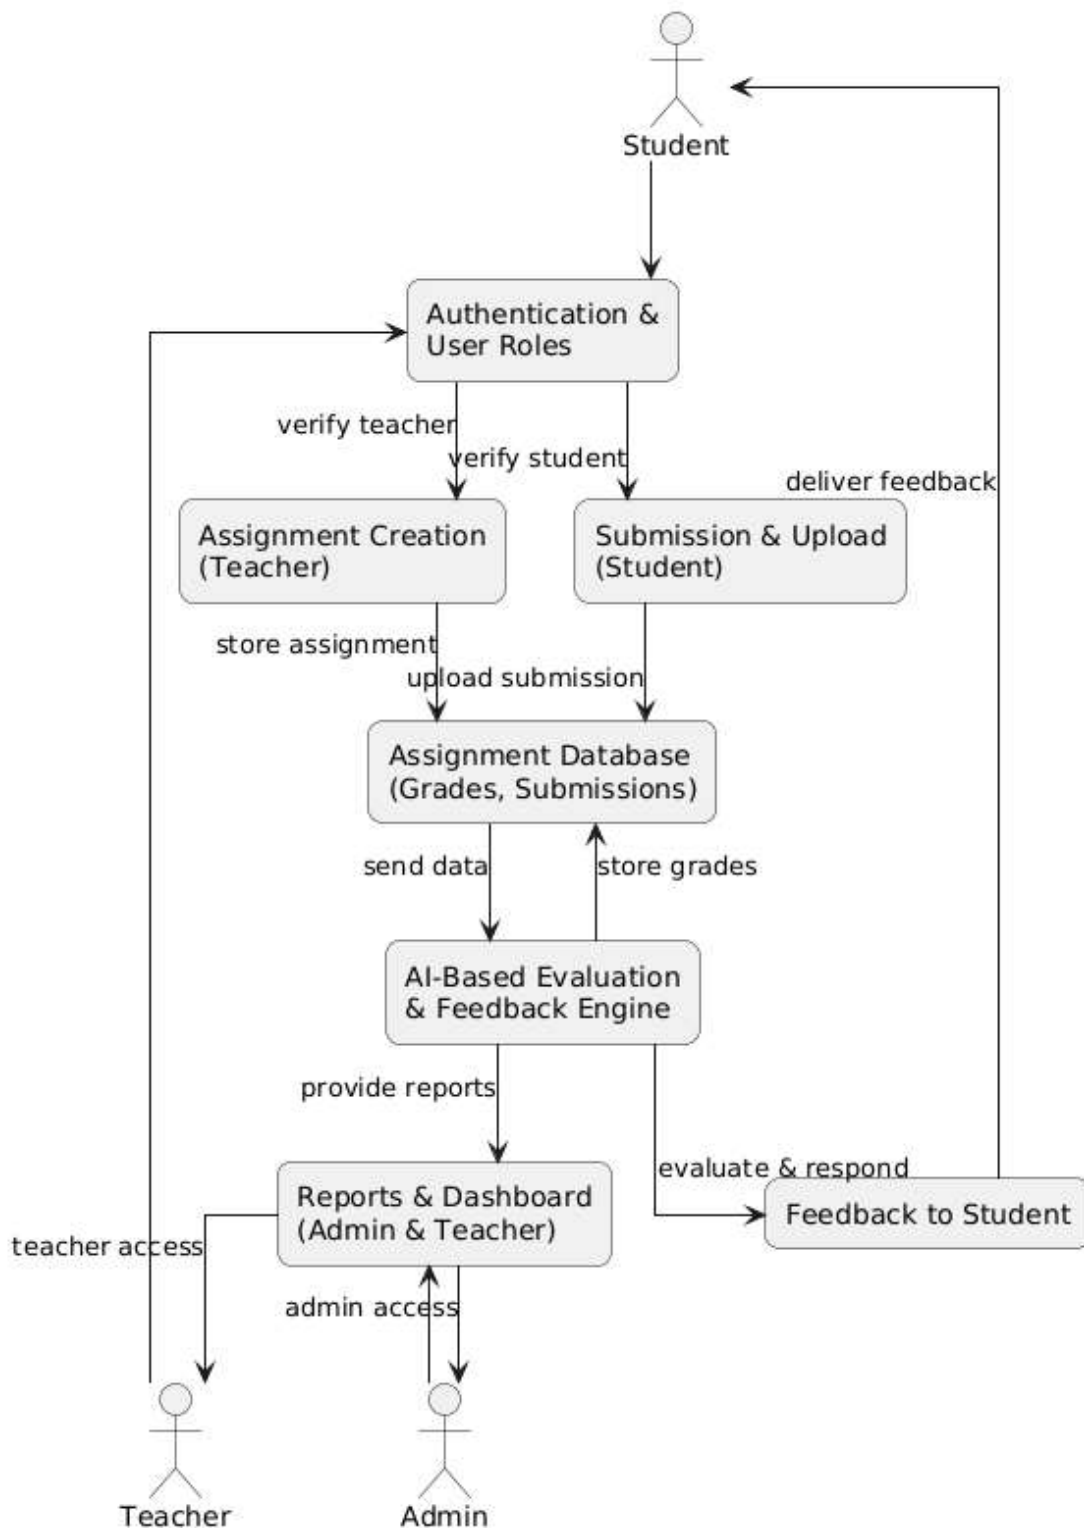 Student
Authentication &
User Roles
verify teacher
verify student
deliver feedback
Assignment Creation
(Teacher)
Submission & Upload
(Student)
store assignment
upload submission
Assignment Database
(Grades, Submissions)
send data
store grades
AI-Based Evaluation
& Feedback Engine
provide reports
evaluate & respond
Reports & Dashboard
(Admin & Teacher)
Feedback to Student
teacher access
admin access
Teacher
Admin